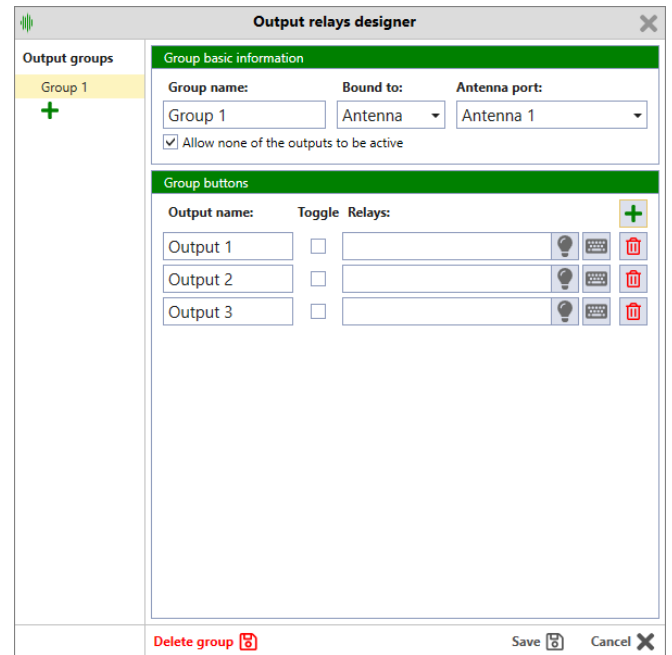 Output relays designer
Output groups
Group 1
Group basic information
Group name: Bound to: Antenna port:
Group 1 Antenna Antenna 1
Allow none of the outputs to be active
Group buttons
Output name: Toggle Relays:
Output 1
Output 2
Output 3
Delete group Save Cancel